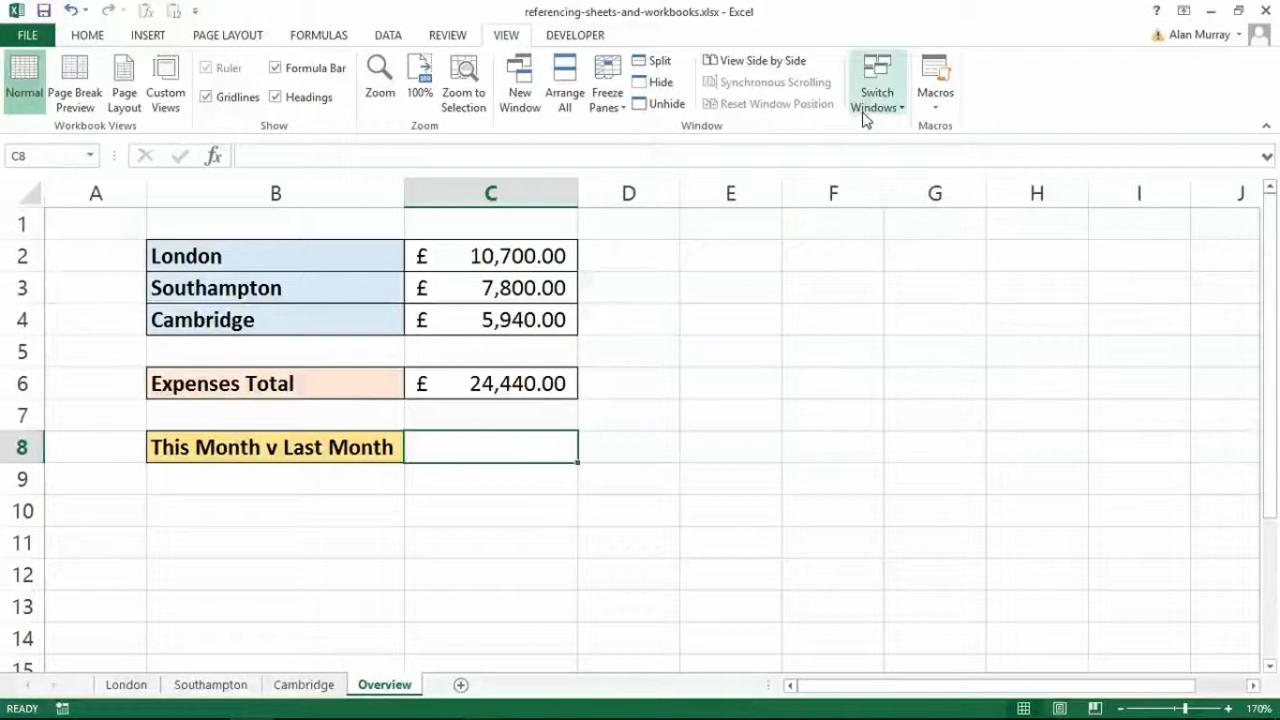 referencing-sheets-and-workbooks.xlsx - Excel
?
FILE HOME INSERT PAGE LAYOUT FORMULAS DATA REVIEW VIEW DEVELOPER Alan Murray
Normal
Page Break Preview
Page Layout
Custom Views
Workbook Views
Ruler
Formula Bar
Gridlines
Headings
Show
Zoom
100%
Zoom to Selection
Zoom
New Window
Arrange All
Freeze Panes
Split
Hide
Unhide
View Side by Side
Synchronous Scrolling
Reset Window Position
Window
Switch Windows
Macros
Macros
C8 fx
A B C D E F G H I J
1
2 London £ 10,700.00
3 Southampton £ 7,800.00
4 Cambridge £ 5,940.00
5
6 Expenses Total £ 24,440.00
7
8 This Month v Last Month
9
10
11
12
13
14
15
London Southampton Cambridge Overview
READY 170%